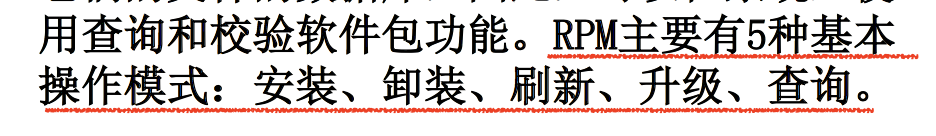 用查询和校验软件包功能。RPM主要有5种基本
操作模式：安装、卸装、刷新、升级、查询。